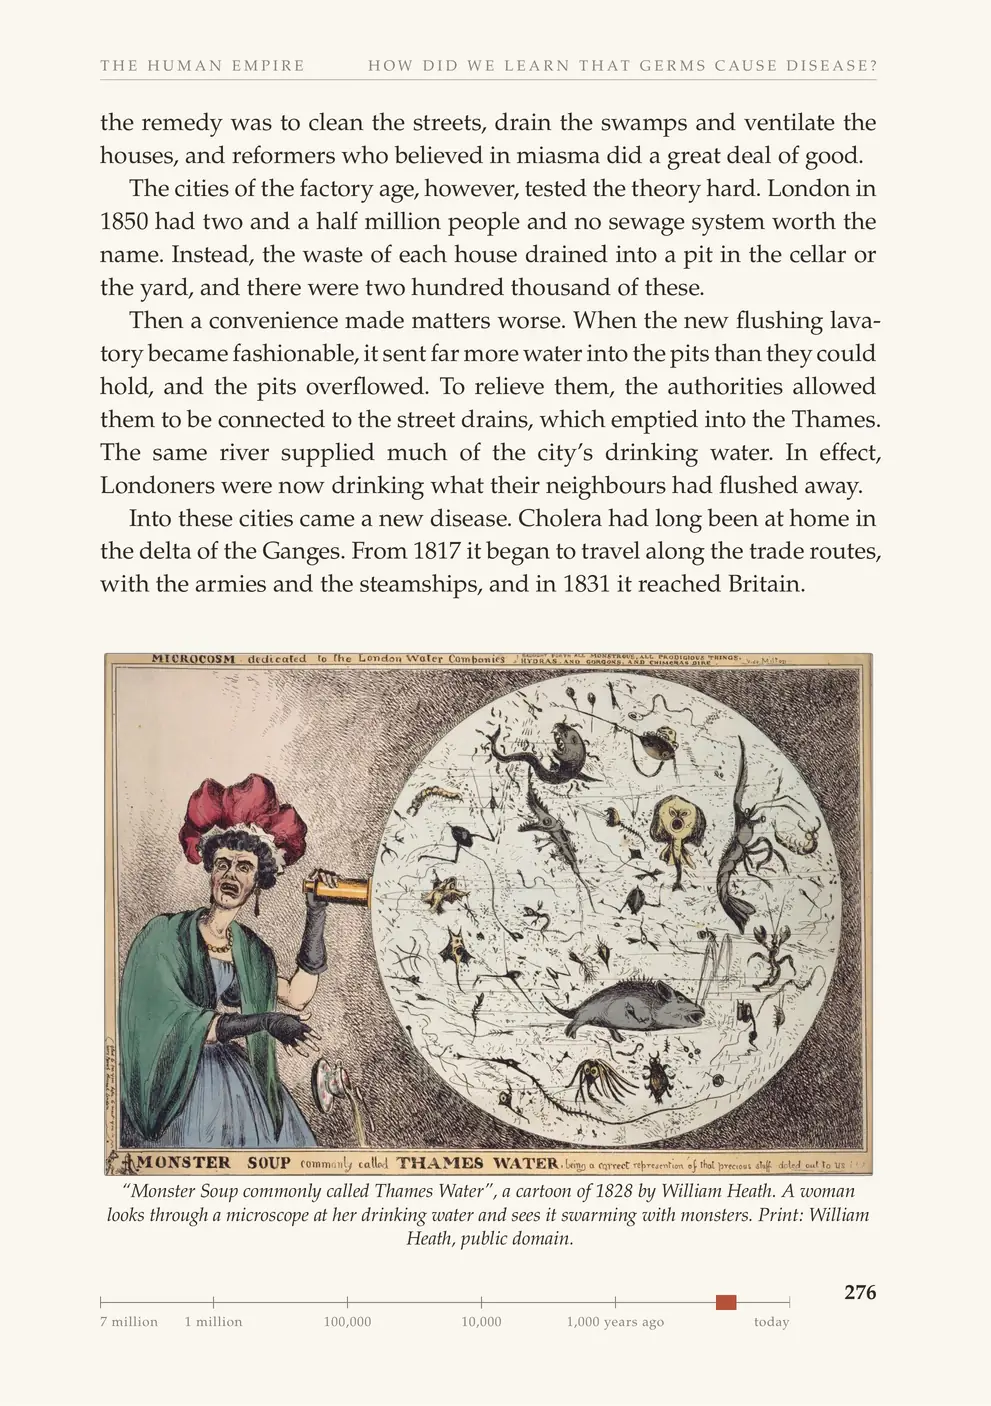 THE HUMAN EMPIRE
HOW DID WE LEARN THAT GERMS CAUSE DISEASE?
the remedy was to clean the streets, drain the swamps and ventilate the
houses, and reformers who believed in miasma did a great deal of good.
The cities of the factory age, however, tested the theory hard. London in
1850 had two and a half million people and no sewage system worth the
name. Instead, the waste of each house drained into a pit in the cellar or
the yard, and there were two hundred thousand of these.
Then a convenience made matters worse. When the new flushing lava-
tory became fashionable, it sent far more water into the pits than they could
hold, and the pits overflowed. To relieve them, the authorities allowed
them to be connected to the street drains, which emptied into the Thames.
The same river supplied much of the city’s drinking water. In effect,
Londoners were now drinking what their neighbours had flushed away.
Into these cities came a new disease. Cholera had long been at home in
the delta of the Ganges. From 1817 it began to travel along the trade routes,
with the armies and the steamships, and in 1831 it reached Britain.
MICROCOSM dedicated to the London Water Companies
BROUGHT FORTH ALL MONSTROUS, ALL PRODIGIOUS THINGS,
HYDRAS, AND GORGONS, AND CHIMERAS DIRE. Vide Milton
MONSTER SOUP commonly called THAMES WATER, being a correct representation of that precious stuff doled out to us !!!
“Monster Soup commonly called Thames Water”, a cartoon of 1828 by William Heath. A woman
looks through a microscope at her drinking water and sees it swarming with monsters. Print: William
Heath, public domain.
276
7 million 1 million 100,000 10,000 1,000 years ago today